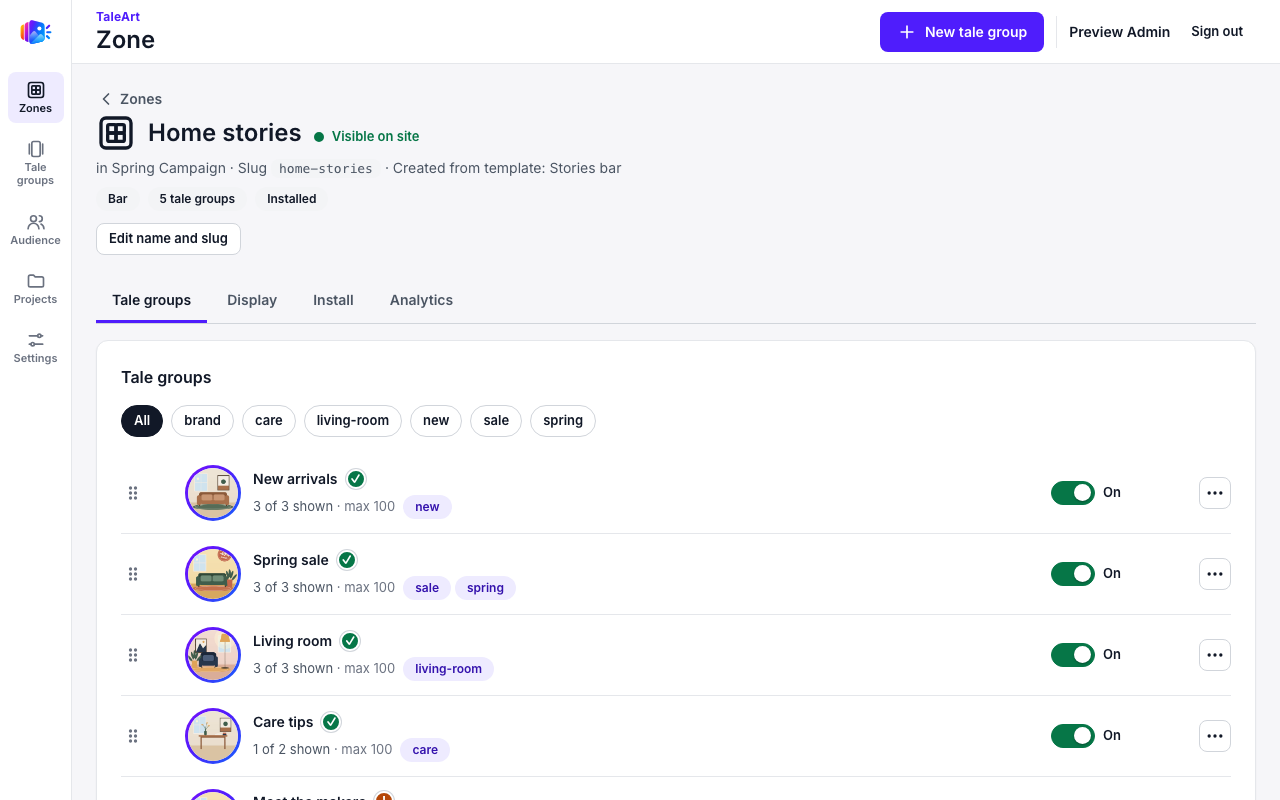 TaleArt
Zone
New tale group
Preview Admin
Sign out
Zones
Tale groups
Audience
Projects
Settings
Zones
Home stories
Visible on site
in Spring Campaign · Slug home-stories · Created from template: Stories bar
Bar
5 tale groups
Installed
Edit name and slug
Tale groups
Display
Install
Analytics
Tale groups
All
brand
care
living-room
new
sale
spring
New arrivals
3 of 3 shown · max 100
new
On
Spring sale
3 of 3 shown · max 100
sale
spring
On
Living room
3 of 3 shown · max 100
living-room
On
Care tips
1 of 2 shown · max 100
care
On
Meet the makers